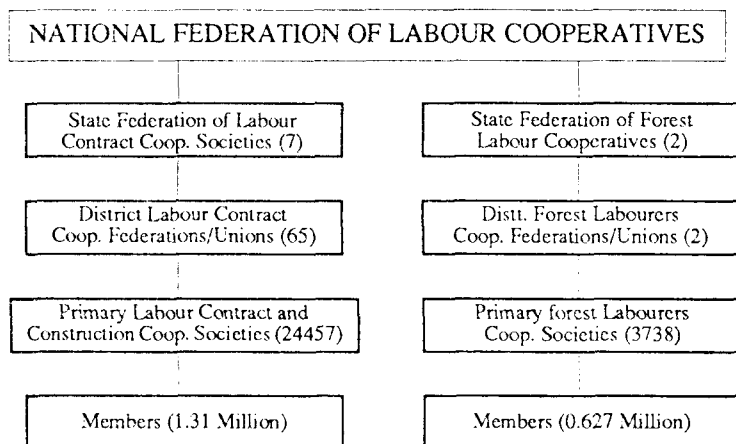 NATIONAL FEDERATION OF LABOUR COOPERATIVES
State Federation of Labour
Contract Coop. Societies (7)
State Federation of Forest
Labour Cooperatives (2)
District Labour Contract
Coop. Federations/Unions (65)
Distt. Forest Labourers
Coop. Federations/Unions (2)
Primary Labour Contract and
Construction Coop. Societies (24457)
Primary forest Labourers
Coop. Societies (3738)
Members (1.31 Million)
Members (0.627 Million)